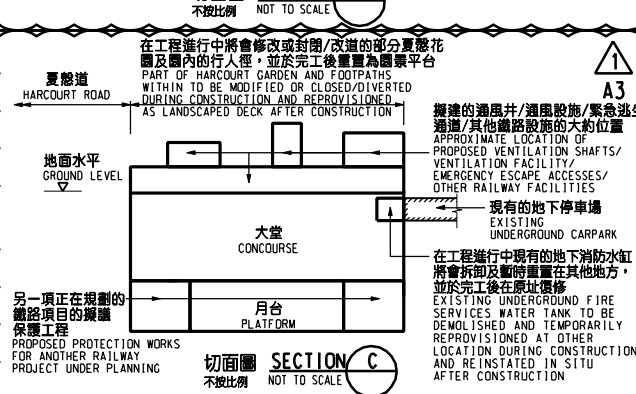 不按比例 NOT TO SCALE
在工程進行中將會修改或封閉/改道的部分夏慤花
園及園內的行人徑，並於完工後重置為園景平台
PART OF HARCOURT GARDEN AND FOOTPATHS
WITHIN TO BE MODIFIED OR CLOSED/DIVERTED
DURING CONSTRUCTION AND REPROVISIONED
AS LANDSCAPED DECK AFTER CONSTRUCTION
夏慤道
HARCOURT ROAD
1
A3
擬建的通風井/通風設施/緊急逃生
通道/其他鐵路設施的大約位置
APPROXIMATE LOCATION OF
PROPOSED VENTILATION SHAFTS/
VENTILATION FACILITY/
EMERGENCY ESCAPE ACCESSES/
OTHER RAILWAY FACILITIES
地面水平
GROUND LEVEL
現有的地下停車場
EXISTING
UNDERGROUND CARPARK
大堂
CONCOURSE
在工程進行中現有的地下消防水缸
將會拆卸及暫時重置在其他地方，
並於完工後在原址復修
EXISTING UNDERGROUND FIRE
SERVICES WATER TANK TO BE
DEMOLISHED AND TEMPORARILY
REPROVISIONED AT OTHER
LOCATION DURING CONSTRUCTION
AND REINSTATED IN SITU
AFTER CONSTRUCTION
另一項正在規劃的
鐵路項目的擬議
保護工程
PROPOSED PROTECTION WORKS
FOR ANOTHER RAILWAY
PROJECT UNDER PLANNING
月台
PLATFORM
切面圖 SECTION C
不按比例 NOT TO SCALE